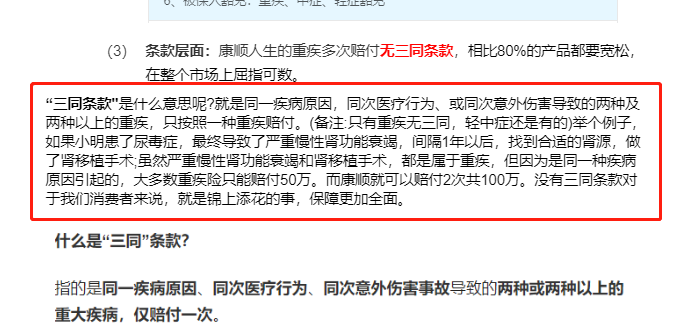 6、被保人豁免：重疾、中症、轻症豁免
(3) 条款层面：康顺人生的重疾多次赔付无三同条款，相比80%的产品都要宽松，
在整个市场上屈指可数。
“三同条款"是什么意思呢?就是同一疾病原因，同次医疗行为、或同次意外伤害导致的两种及
两种以上的重疾，只按照一种重疾赔付。(备注:只有重疾无三同，轻中症还是有的)举个例子，
如果小明患了尿毒症，最终导致了严重慢性肾功能衰竭，间隔1年以后，找到合适的肾源，做
了肾移植手术;虽然严重慢性肾功能衰竭和肾移植手术，都是属于重疾，但因为是同一种疾病
原因引起的，大多数重疾险只能赔付50万。而康顺就可以赔付2次共100万。没有三同条款对
于我们消费者来说，就是锦上添花的事，保障更加全面。
什么是“三同”条款?
指的是同一疾病原因、同次医疗行为、同次意外伤害事故导致的两种或两种以上的
重大疾病，仅赔付一次。